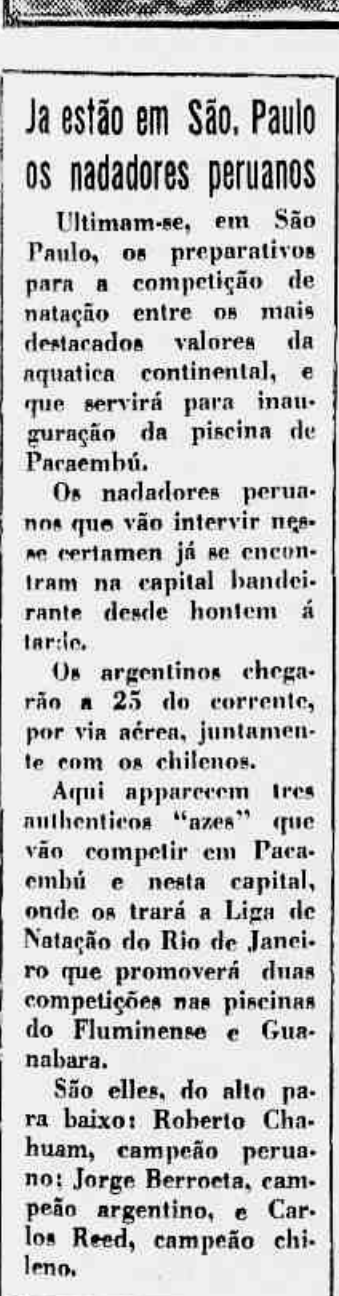 Ja estão em São. Paulo
os nadadores peruanos
Ultimam-se, em São
Paulo, os preparativos
para a competição de
natação entre os mais
destacados valores da
aquatica continental, e
que servirá para inau-
guração da piscina de
Pacaembú.
Os nadadores perua-
nos que vão intervir nes-
se certamen já se encon-
tram na capital bandei-
rante desde hontem á
tarde.
Os argentinos chega-
rão a 25 do corrente,
por via aérea, juntamen-
te com os chilenos.
Aqui apparecem tres
authenticos "azes" que
vão competir em Paca-
embú e nesta capital,
onde os trará a Liga de
Natação do Rio de Janei-
ro que promoverá duas
competições nas piscinas
do Fluminense e Gua-
nabara.
São elles, do alto pa-
ra baixo: Roberto Cha-
huam, campeão perua-
no; Jorge Berroeta, cam-
peão argentino, e Car-
los Reed, campeão chi-
leno.